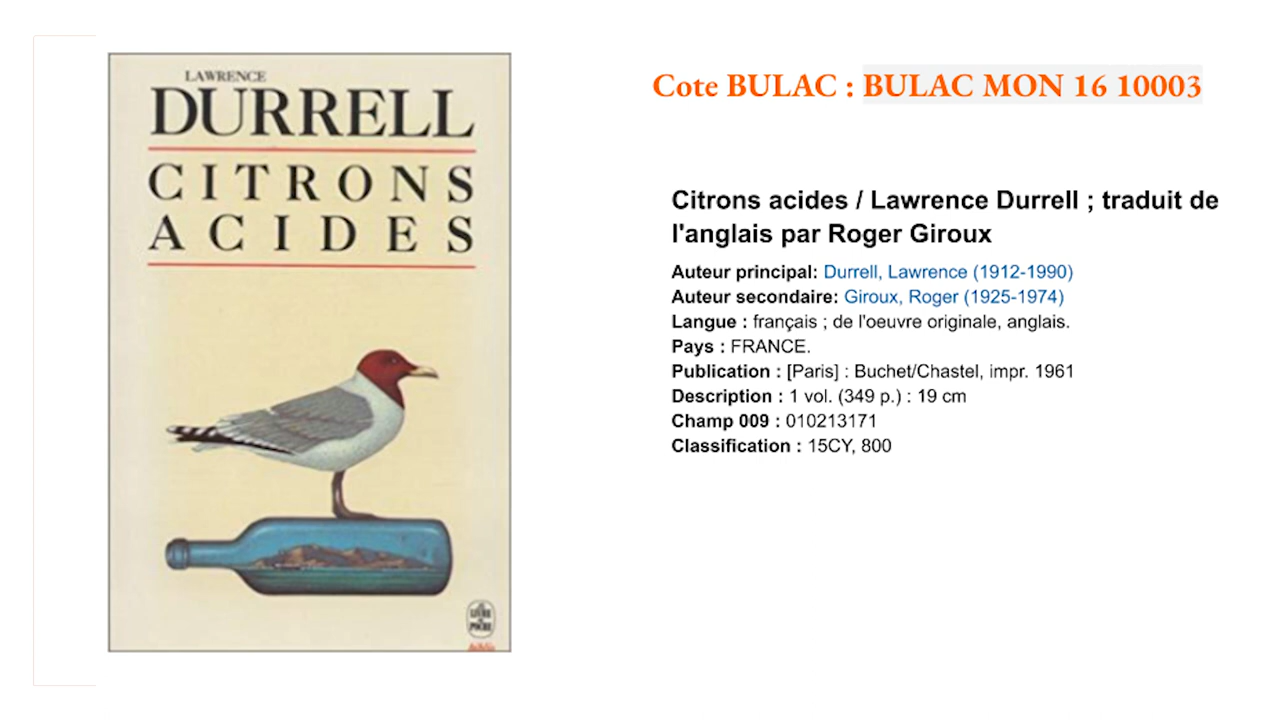 LAWRENCE
DURRELL
CITRONS
ACIDES
LE
LIVRE
DE
POCHE
Cote BULAC : BULAC MON 16 10003
Citrons acides / Lawrence Durrell ; traduit de
l'anglais par Roger Giroux
Auteur principal: Durrell, Lawrence (1912-1990)
Auteur secondaire: Giroux, Roger (1925-1974)
Langue : français ; de l'oeuvre originale, anglais.
Pays : FRANCE.
Publication : [Paris] : Buchet/Chastel, impr. 1961
Description : 1 vol. (349 p.) : 19 cm
Champ 009 : 010213171
Classification : 15CY, 800